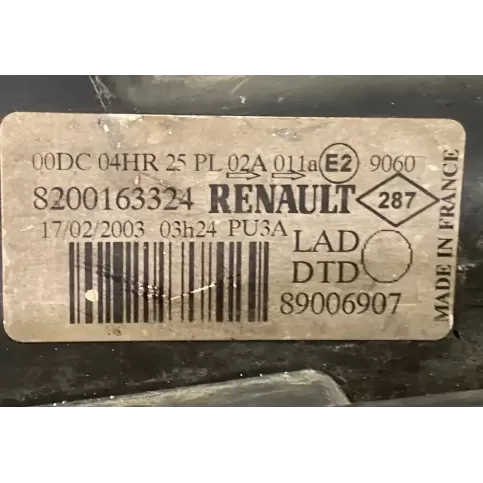 00DC 04HR 25 PL 02A 011a E2 9060
8200163324 RENAULT 287
17/02/2003 03h24 PU3A
LAD
DTD
89006907
MADE IN FRANCE